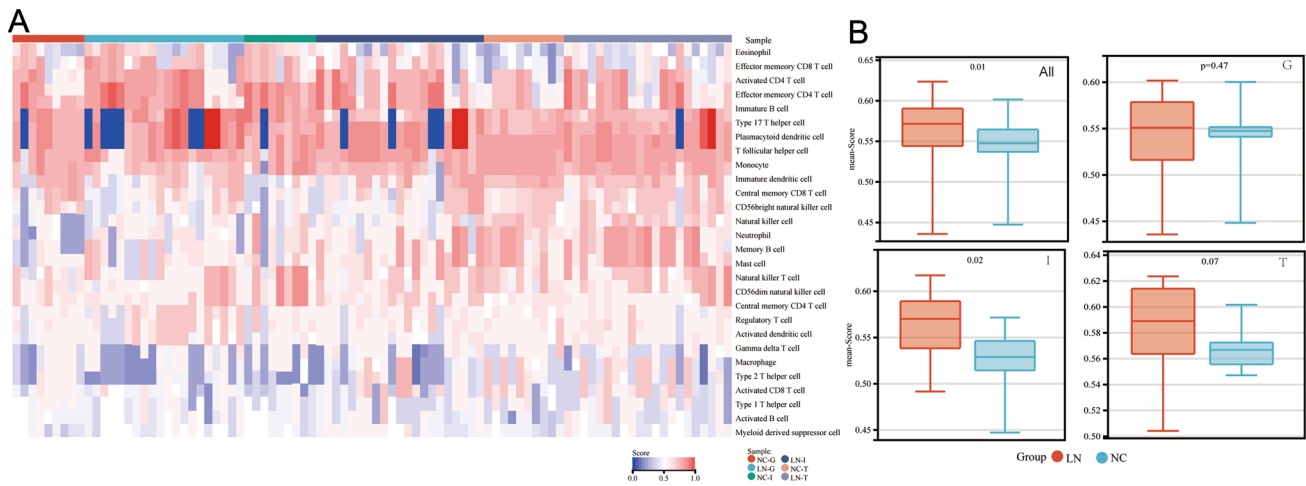 A
Sample
Eosinophil
Effector memeory CD8 T cell
Activated CD4 T cell
Effector memeory CD4 T cell
Immature B cell
Type 17 T helper cell
Plasmacytoid dendritic cell
T follicular helper cell
Monocyte
Immature dendritic cell
Central memory CD8 T cell
CD56bright natural killer cell
Natural killer cell
Neutrophil
Memory B cell
Mast cell
Natural killer T cell
CD56dim natural killer cell
Central memory CD4 T cell
Regulatory T cell
Activated dendritic cell
Gamma delta T cell
Macrophage
Type 2 T helper cell
Activated CD8 T cell
Type 1 T helper cell
Activated B cell
Myeloid derived suppressor cell
Score
0.0 0.5 1.0
Sample:
NC-G LN-I
LN-G NC-T
NC-I LN-T
B
0.01 All
mean-Score
0.65
0.60
0.55
0.50
0.45
p=0.47 G
0.60
0.55
0.50
0.45
0.02 I
mean-Score
0.60
0.55
0.50
0.45
0.07 T
0.64
0.62
0.60
0.58
0.56
0.54
0.52
0.50
Group LN NC